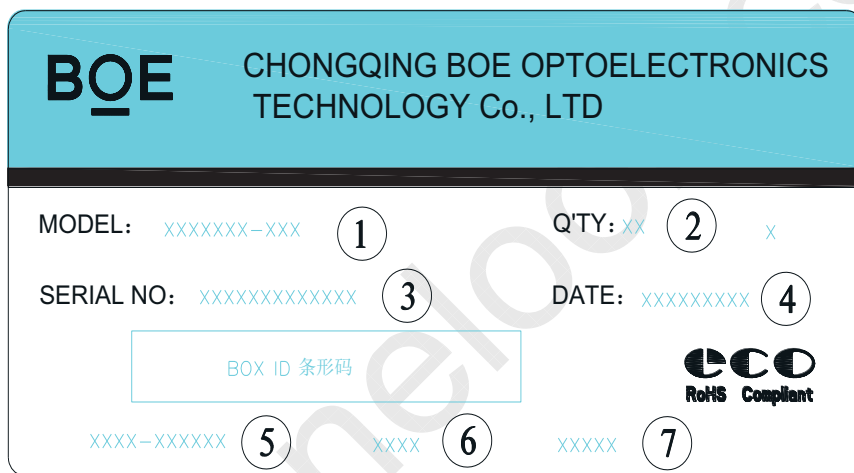 BOE
CHONGQING BOE OPTOELECTRONICS
TECHNOLOGY Co., LTD
MODEL： XXXXXXX-XXX ① Q'TY：XX ② X
SERIAL NO： XXXXXXXXXXXXX ③ DATE： XXXXXXXXX ④
BOX ID 条形码
eco
RoHS Compliant
XXXX-XXXXXX ⑤ XXXX ⑥ XXXXX ⑦